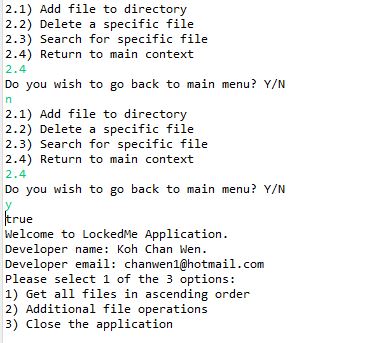 2.1) Add file to directory
2.2) Delete a specific file
2.3) Search for specific file
2.4) Return to main context
2.4
Do you wish to go back to main menu? Y/N
n
2.1) Add file to directory
2.2) Delete a specific file
2.3) Search for specific file
2.4) Return to main context
2.4
Do you wish to go back to main menu? Y/N
y
true
Welcome to LockedMe Application.
Developer name: Koh Chan Wen.
Developer email: chanwen1@hotmail.com
Please select 1 of the 3 options:
1) Get all files in ascending order
2) Additional file operations
3) Close the application